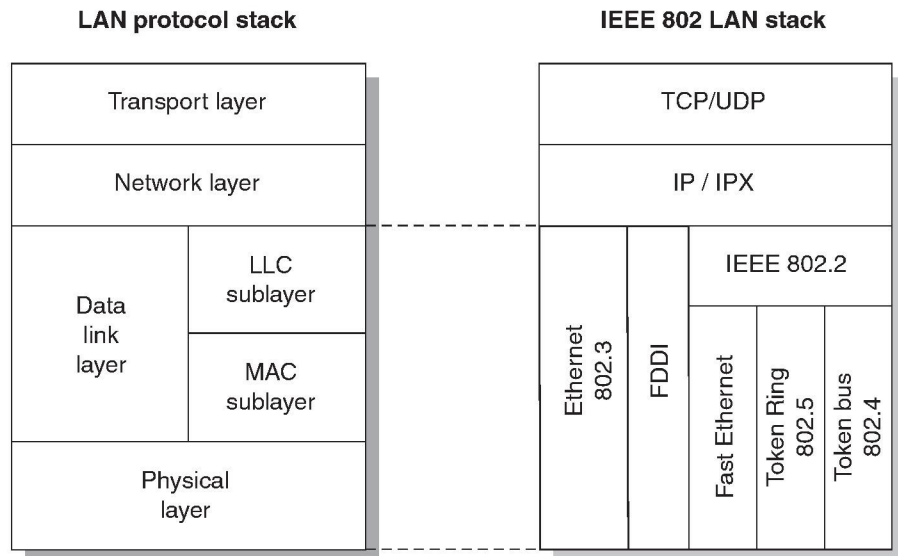 LAN protocol stack
Transport layer
Network layer
Data
link
layer
LLC
sublayer
MAC
sublayer
Physical
layer
IEEE 802 LAN stack
TCP/UDP
IP / IPX
Ethernet
802.3
FDDI
IEEE 802.2
Fast Ethernet
Token Ring
802.5
Token bus
802.4